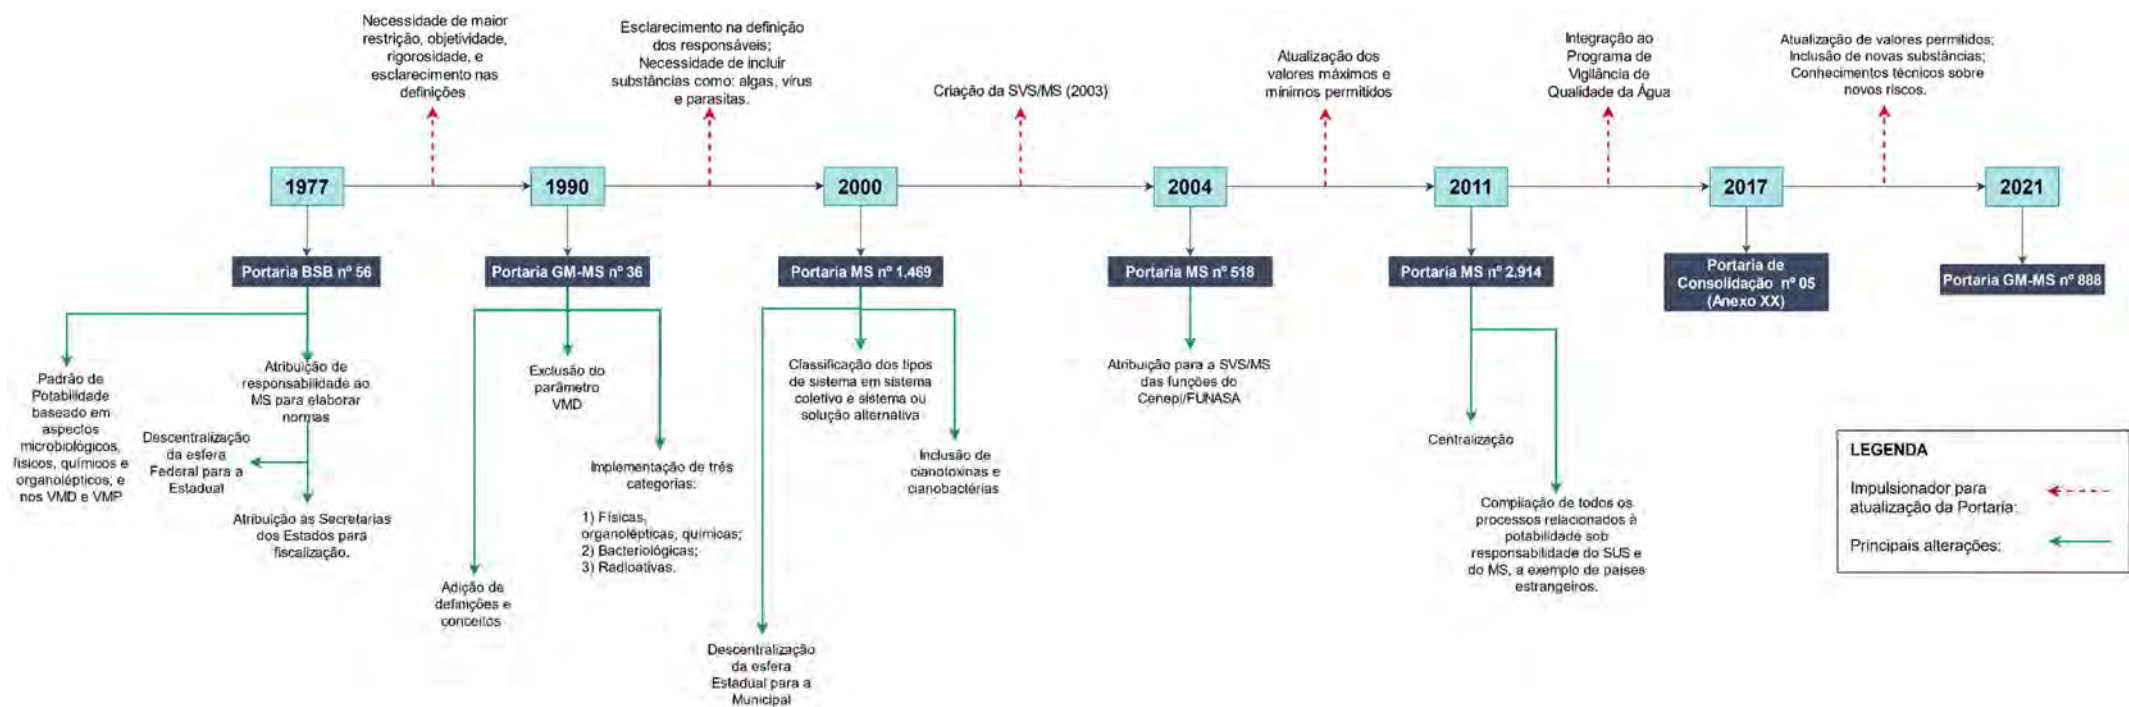 Necessidade de maior
restrição, objetividade,
rigorosidade, e
esclarecimento nas
definições
Esclarecimento na definição
dos responsáveis;
Necessidade de incluir
substâncias como: algas, vírus
e parasitas.
Criação da SVS/MS (2003)
Atualização dos
valores máximos e
mínimos permitidos
Integração ao
Programa de
Vigilância de
Qualidade da Água
Atualização de valores permitidos;
Inclusão de novas substâncias;
Conhecimentos técnicos sobre
novos riscos.
1977
1990
2000
2004
2011
2017
2021
Portaria BSB nº 56
Portaria GM-MS nº 36
Portaria MS nº 1.469
Portaria MS nº 518
Portaria MS nº 2.914
Portaria de
Consolidação nº 05
(Anexo XX)
Portaria GM-MS nº 888
Padrão de
Potabilidade
baseado em
aspectos
microbiológicos,
físicos, químicos e
organolépticos; e
nos VMD e VMP
Atribuição de
responsabilidade ao
MS para elaborar
normas
Descentralização
da esfera
Federal para a
Estadual
Atribuição as Secretarias
dos Estados para
fiscalização.
Adição de
definições e
conceitos
Exclusão do
parâmetro
VMD
Implementação de três
categorias:
1) Físicas,
organolépticas, químicas;
2) Bacteriológicas;
3) Radioativas.
Descentralização
da esfera
Estadual para a
Municipal
Classificação dos tipos
de sistema em sistema
coletivo e sistema ou
solução alternativa
Inclusão de
cianotoxinas e
cianobactérias
Atribuição para a SVS/MS
das funções do
Cenepi/FUNASA
Centralização
Compilação de todos os
processos relacionados à
potabilidade sob
responsabilidade do SUS e
do MS, a exemplo de países
estrangeiros.
LEGENDA
Impulsionador para
atualização da Portaria:
Principais alterações: